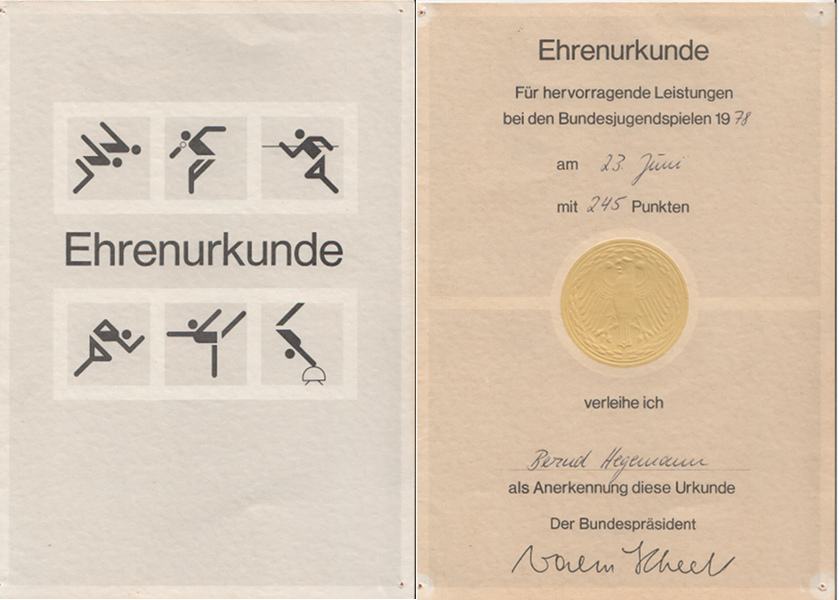 Ehrenurkunde
Ehrenurkunde
Für hervorragende Leistungen
bei den Bundesjugendspielen 1978
am 23. Juni
mit 245 Punkten
verleihe ich
Bernd Hegemann
als Anerkennung diese Urkunde
Der Bundespräsident
Walter Scheel